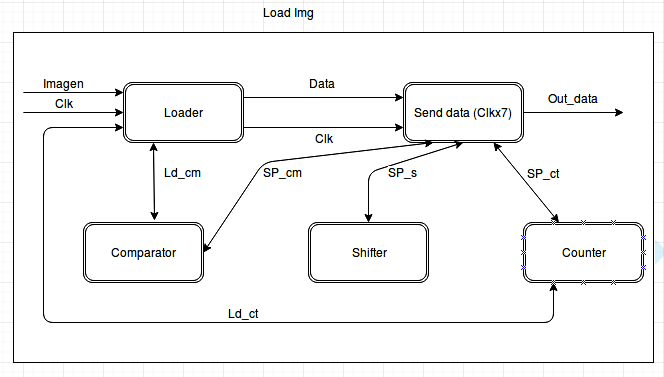 Load Img
Imagen
Clk
Loader
Data
Clk
Send data (Clkx7)
Out_data
Ld_cm
SP_cm
SP_s
SP_ct
Comparator
Shifter
Counter
Ld_ct